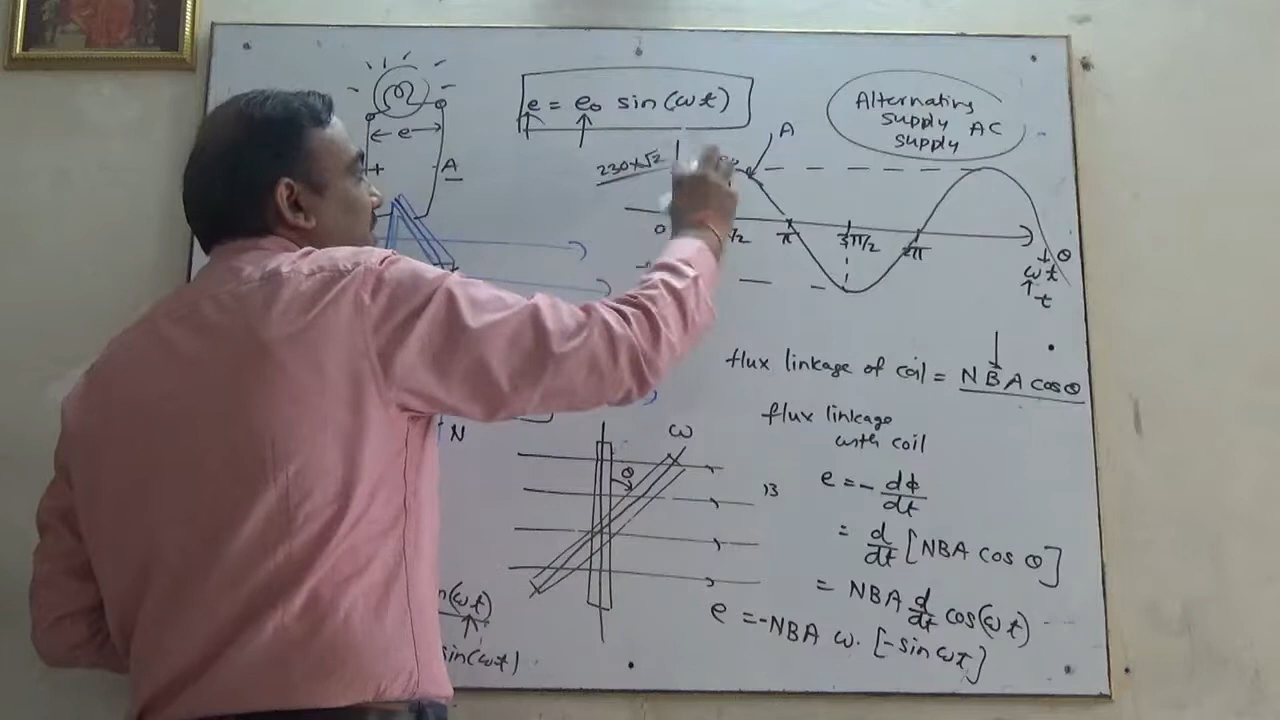 e
+
A
e = e₀ sin(ωt)
Alternating
supply AC
supply
230×√2
A
0
/2
π
3π/2
2π
θ
ωt
t
flux linkage of coil = NBA cosθ
flux linkage
with coil
N
ω
θ
B
e = - dφ/dt
= d/dt [NBA cos θ]
= NBA d/dt cos(ωt)
e = -NBA ω. [-sin ωt]
n(ωt)
sin(ωt)